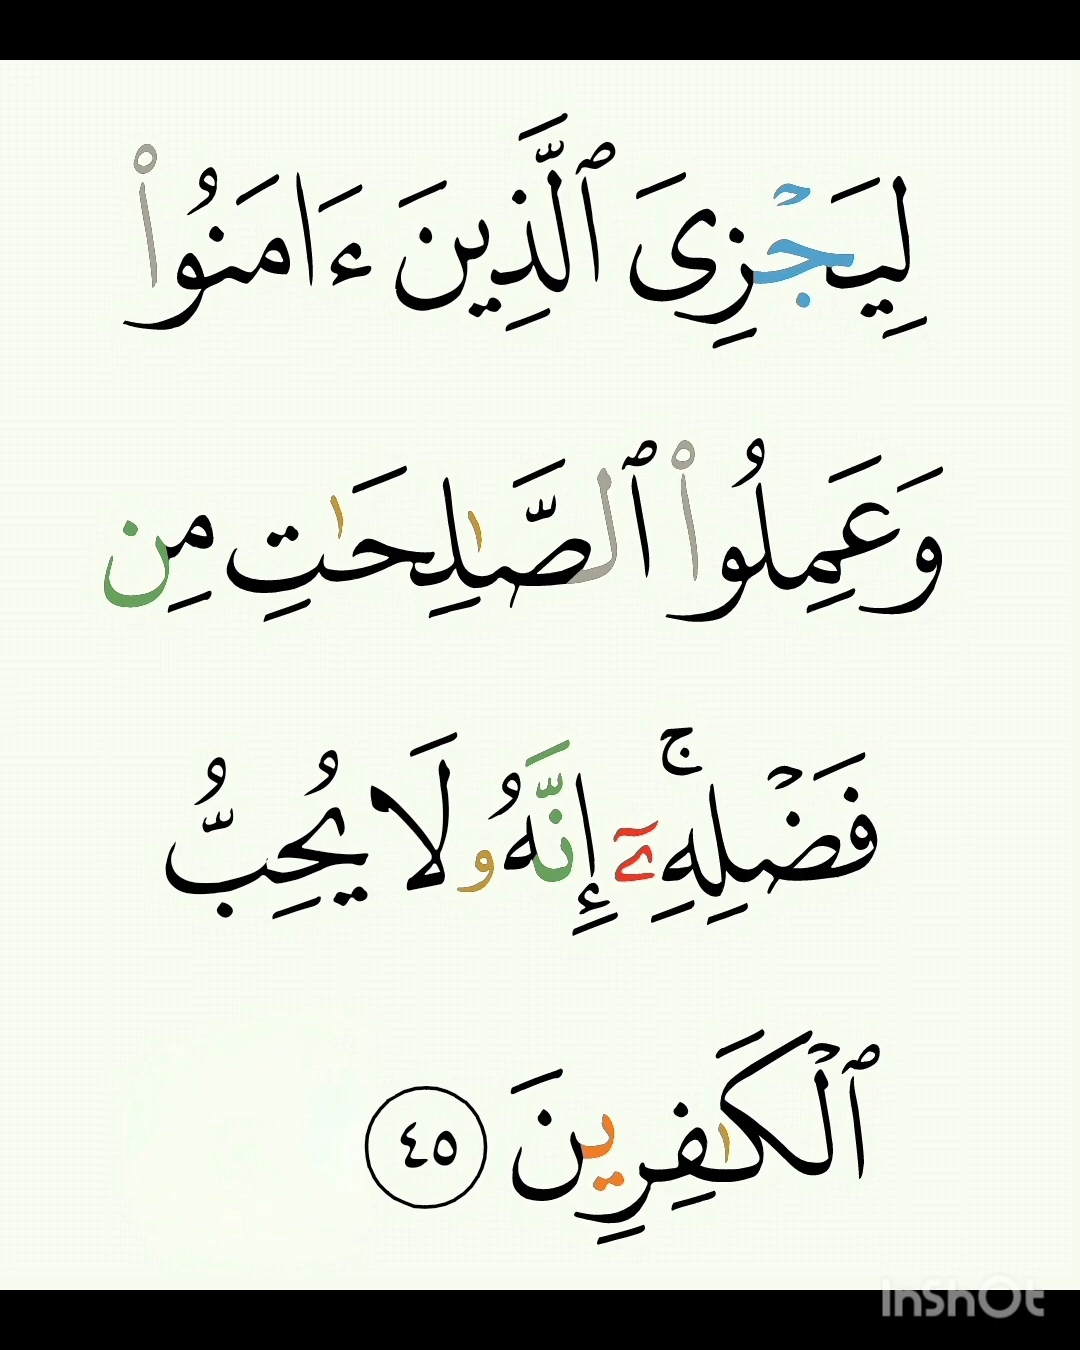 لِيَجۡزِيَ ٱلَّذِينَ ءَامَنُواْ
وَعَمِلُواْ ٱلصَّٰلِحَٰتِ مِن
فَضۡلِهِۦٓۚ إِنَّهُۥ لَا يُحِبُّ
ٱلۡكَٰفِرِينَ ٤٥
InShOt